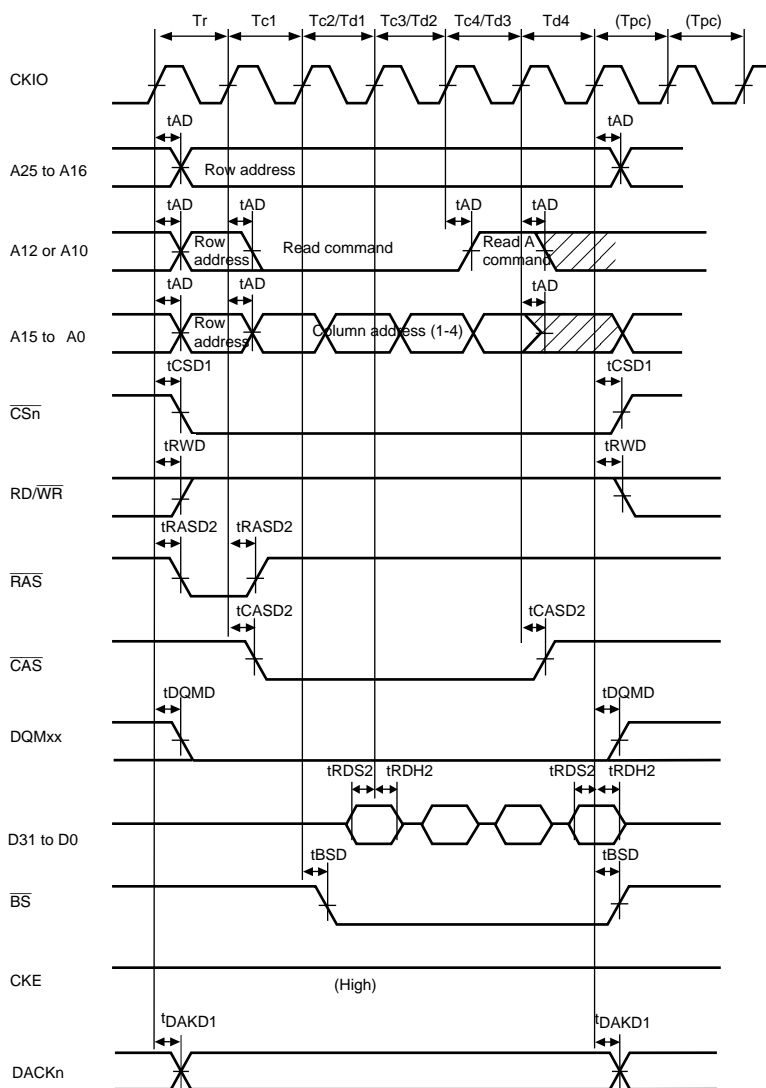 Tr Tc1 Tc2/Td1 Tc3/Td2 Tc4/Td3 Td4 (Tpc) (Tpc)
CKIO
tAD tAD
A25 to A16 Row address
tAD tAD tAD tAD
A12 or A10 Row address Read command Read A command
tAD tAD tAD
A15 to A0 Row address Column address (1-4)
tCSD1 tCSD1
CSn
tRWD tRWD
RD/WR
tRASD2 tRASD2
RAS
tCASD2 tCASD2
CAS
tDQMD tDQMD
DQMxx
tRDS2 tRDH2 tRDS2 tRDH2
D31 to D0
tBSD tBSD
BS
CKE
(High)
tDAKD1 tDAKD1
DACKn